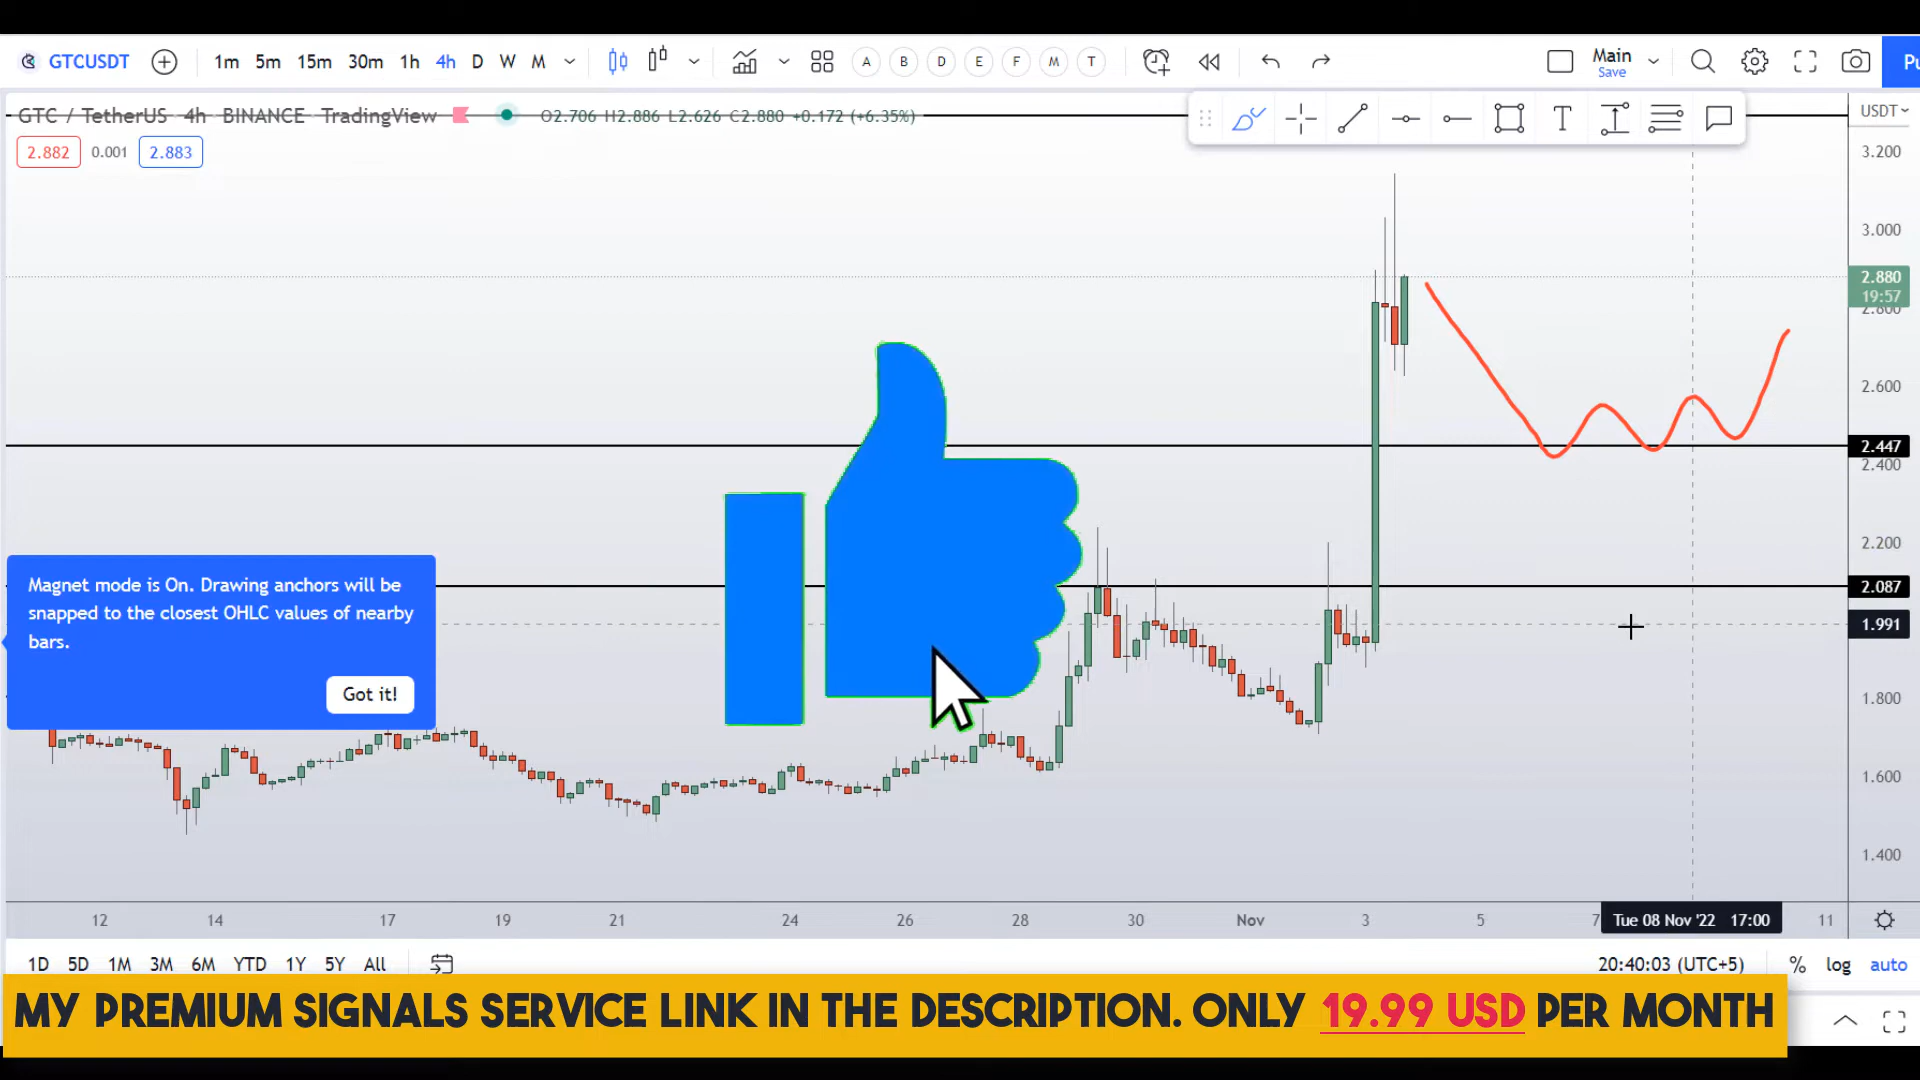 GTCUSDT 1m 5m 15m 30m 1h 4h D W M A B D E F M T Main Save Pu
GTC / TetherUS 4h BINANCE TradingView O2.706 H2.886 L2.626 C2.880 +0.172 (+6.35%) T USDT
2.882 0.001 2.883
3.200
3.000
2.880
19:57
2.800
2.600
2.447
2.400
2.200
2.087
1.991
1.800
1.600
1.400
Magnet mode is On. Drawing anchors will be
snapped to the closest OHLC values of nearby
bars.
Got it!
12 14 17 19 21 24 26 28 30 Nov 3 5 7 Tue 08 Nov '22 17:00 11
1D 5D 1M 3M 6M YTD 1Y 5Y All 20:40:03 (UTC+5) % log auto
MY PREMIUM SIGNALS SERVICE LINK IN THE DESCRIPTION. ONLY 19.99 USD PER MONTH